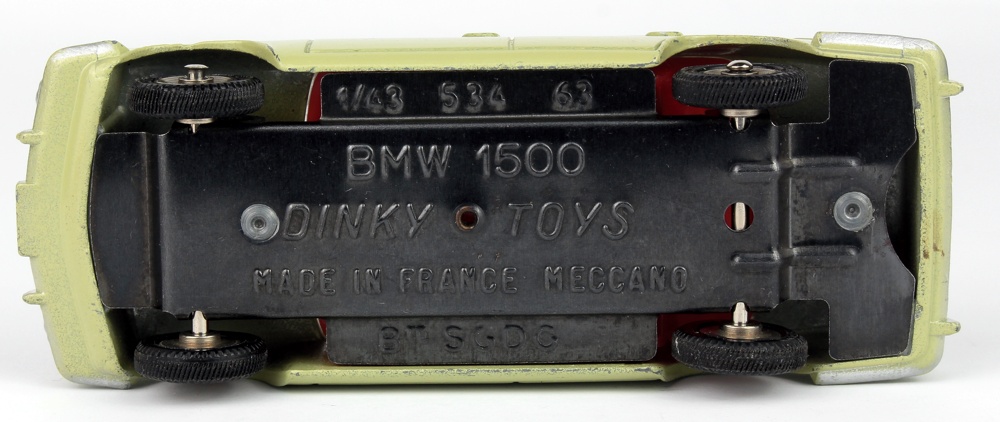 1/43 534 63
BMW 1500
DINKY TOYS
MADE IN FRANCE MECCANO
BT SGDG